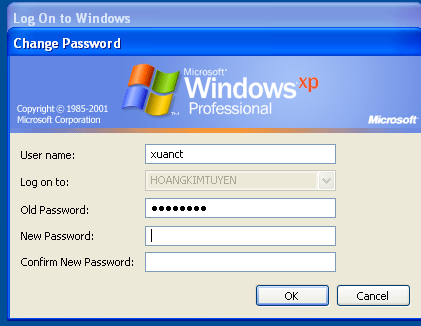 Log On to Windows
Change Password
Microsoft®
Windows xp
Professional
Copyright © 1985-2001
Microsoft Corporation
Microsoft
User name: xuanct
Log on to: HOANGKIMTUYEN
Old Password: ●●●●●●●●
New Password:
Confirm New Password:
OK Cancel